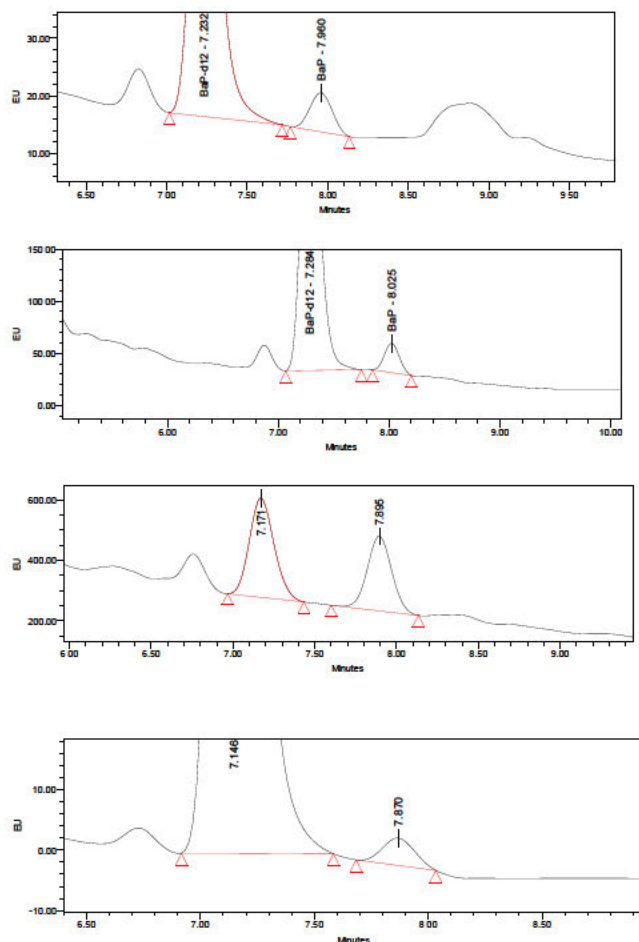 30.00
20.00
10.00
EU
BaP-d12 - 7.232
BaP - 7.960
6.50 7.00 7.50 8.00 8.50 9.00 9.50
Minutes
150.00
100.00
50.00
0.00
EU
BaP-d12 - 7.284
BaP - 8.025
6.00 7.00 8.00 9.00 10.00
Minutes
600.00
400.00
200.00
EU
7.171
7.895
6.00 6.50 7.00 7.50 8.00 8.50 9.00
Minutes
10.00
0.00
-10.00
EU
7.146
7.870
6.50 7.00 7.50 8.00 8.50
Minutes